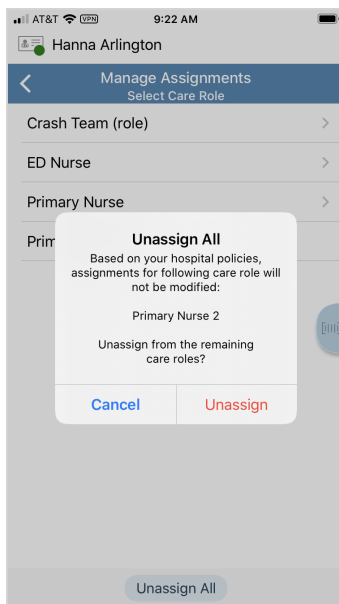 AT&T VPN 9:22 AM
Hanna Arlington
Manage Assignments
Select Care Role
Crash Team (role)
ED Nurse
Primary Nurse
Prim
Unassign All
Based on your hospital policies,
assignments for following care role will
not be modified:
Primary Nurse 2
Unassign from the remaining
care roles?
Cancel Unassign
Unassign All